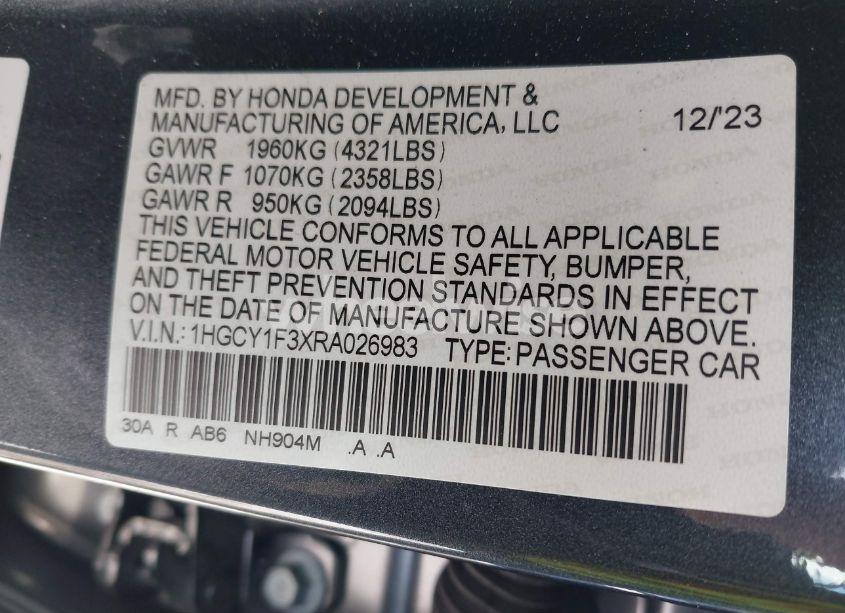 MFD. BY HONDA DEVELOPMENT &
MANUFACTURING OF AMERICA, LLC 12/'23
GVWR 1960KG (4321LBS)
GAWR F 1070KG (2358LBS)
GAWR R 950KG (2094LBS)
THIS VEHICLE CONFORMS TO ALL APPLICABLE
FEDERAL MOTOR VEHICLE SAFETY, BUMPER,
AND THEFT PREVENTION STANDARDS IN EFFECT
ON THE DATE OF MANUFACTURE SHOWN ABOVE.
V.I.N.: 1HGCY1F3XRA026983 TYPE: PASSENGER CAR
30A R AB6 NH904M .A .A